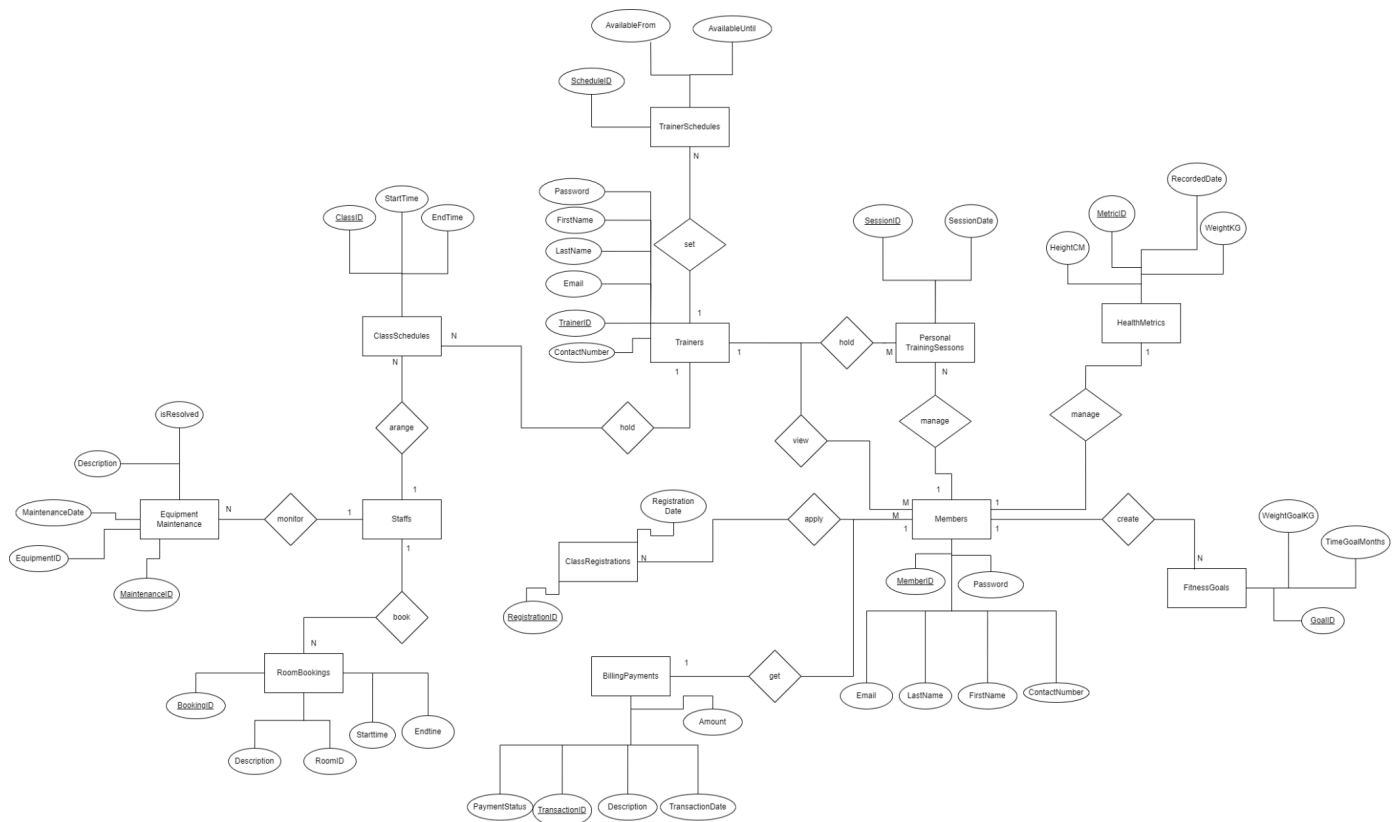 AvailableFrom
AvailableUntil
ScheduleID
TrainerSchedules
N
set
1
Password
FirstName
LastName
Email
TrainerID
ContactNumber
Trainers
1
1
StartTime
ClassID
EndTime
ClassSchedules
N
N
hold
arange
1
isResolved
Description
MaintenanceDate
EquipmentID
MaintenanceID
Equipment
Maintenance
N
monitor
1
Staffs
1
book
N
RoomBookings
BookingID
Description
RoomID
Starttime
Endtine
SessionID
SessionDate
hold
M
Personal
TrainingSessons
N
manage
1
view
M
RecordedDate
MetricID
WeightKG
HeightCM
HealthMetrics
1
manage
1
Members
M
1
1
create
N
WeightGoalKG
TimeGoalMonths
FitnessGoals
GoalID
Registration
Date
apply
ClassRegistrations
N
RegistrationID
MemberID
Password
Email
LastName
FirstName
ContactNumber
BillingPayments
1
get
Amount
PaymentStatus
TransactionID
Description
TransactionDate